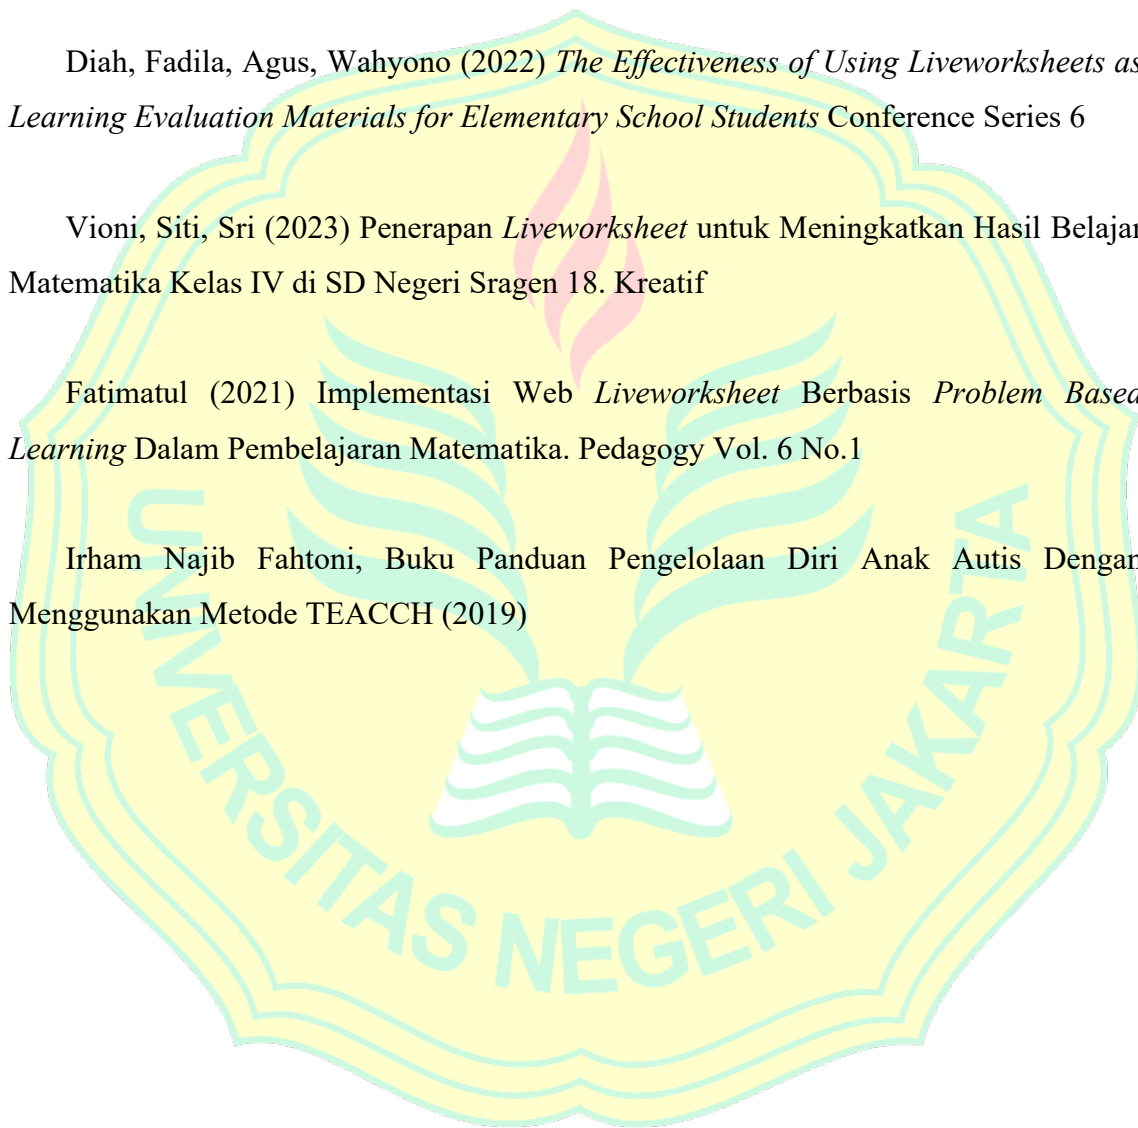 Diah, Fadila, Agus, Wahyono (2022) The Effectiveness of Using Liveworksheets as
Learning Evaluation Materials for Elementary School Students Conference Series 6
Vioni, Siti, Sri (2023) Penerapan Liveworksheet untuk Meningkatkan Hasil Belajar
Matematika Kelas IV di SD Negeri Sragen 18. Kreatif
Fatimatul (2021) Implementasi Web Liveworksheet Berbasis Problem Based
Learning Dalam Pembelajaran Matematika. Pedagogy Vol. 6 No.1
Irham Najib Fahtoni, Buku Panduan Pengelolaan Diri Anak Autis Dengan
Menggunakan Metode TEACCH (2019)
UNIVERSITAS NEGERI JAKARTA